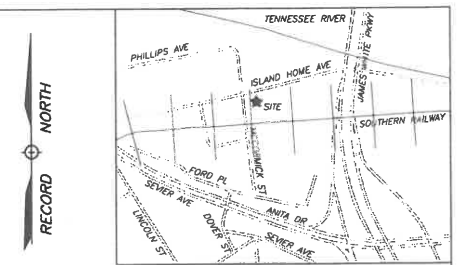 TENNESSEE RIVER
PHILLIPS AVE
JAMES WHITE PKWY
ISLAND HOME AVE
SITE
SOUTHERN RAILWAY
McCORMICK ST
FORD PL
SEVIER AVE
ANITA DR
LINCOLN ST
DOVER ST
SEVIER AVE
RECORD NORTH